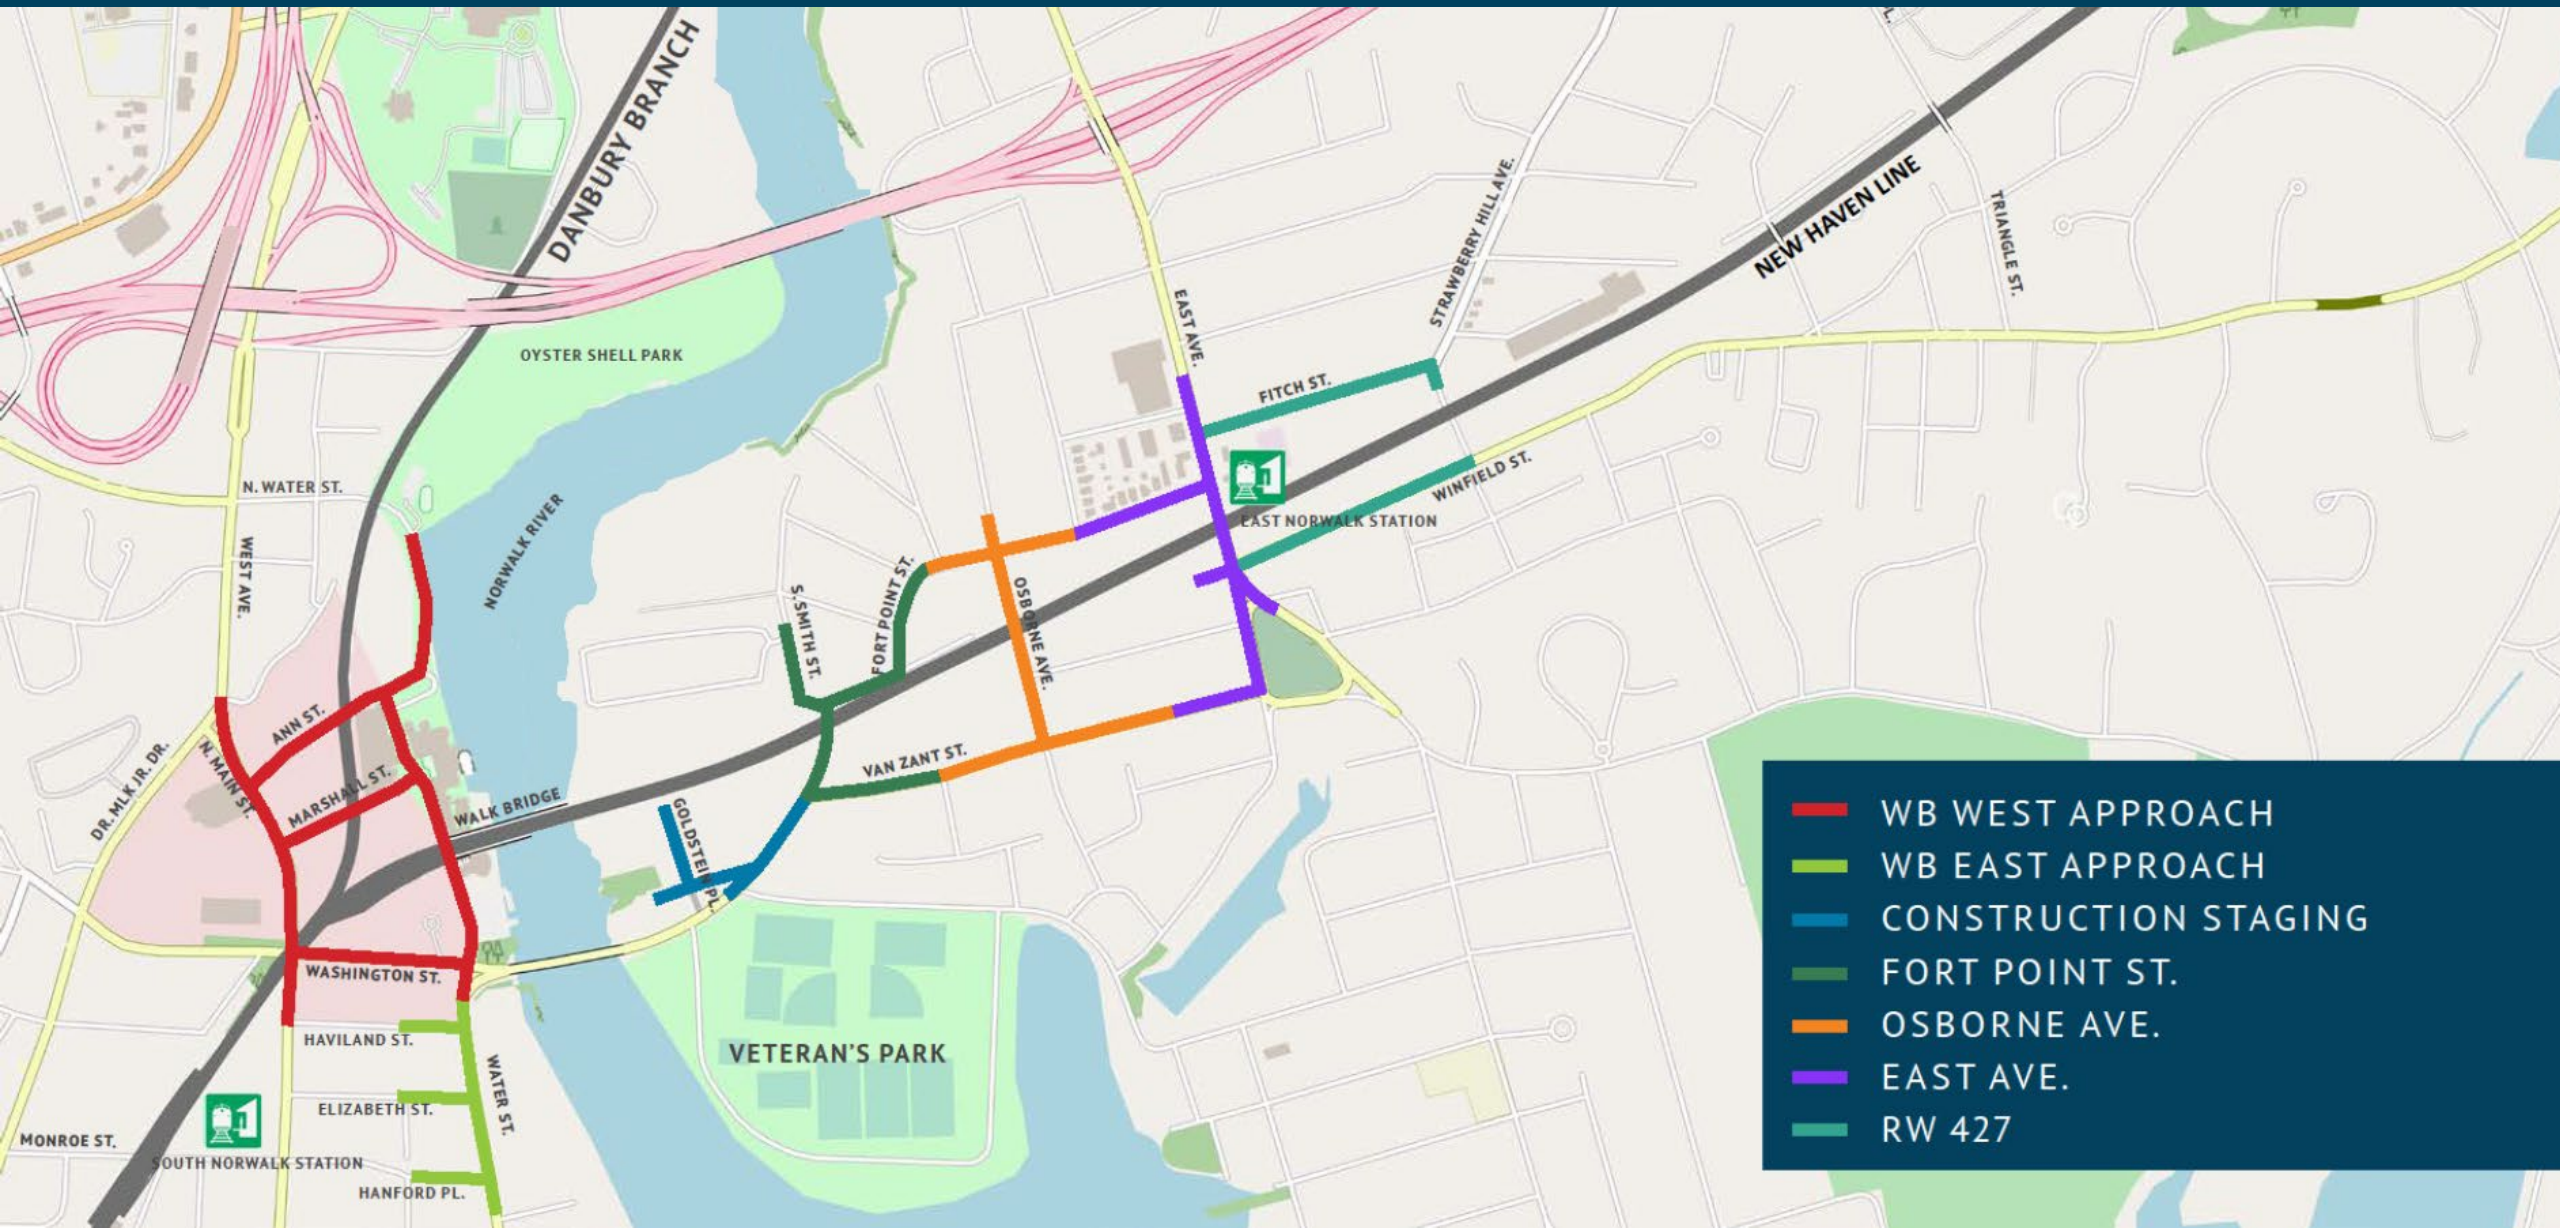 DANBURY BRANCH
STRAWBERRY HILL AVE.
NEW HAVEN LINE
TRIANGLE ST.
EAST AVE.
OYSTER SHELL PARK
FITCH ST.
N. WATER ST.
WINFIELD ST.
EAST NORWALK STATION
NORWALK RIVER
WEST AVE.
FORT POINT ST.
S. SMITH ST.
OSBORNE AVE.
ANN ST.
DR. MLK JR. DR.
N. MAIN ST.
MARSHALL ST.
VAN ZANT ST.
WALK BRIDGE
GOLDSTEIN PL.
WASHINGTON ST.
HAVILAND ST.
VETERAN'S PARK
WATER ST.
ELIZABETH ST.
MONROE ST.
SOUTH NORWALK STATION
HANFORD PL.
WB WEST APPROACH
WB EAST APPROACH
CONSTRUCTION STAGING
FORT POINT ST.
OSBORNE AVE.
EAST AVE.
RW 427